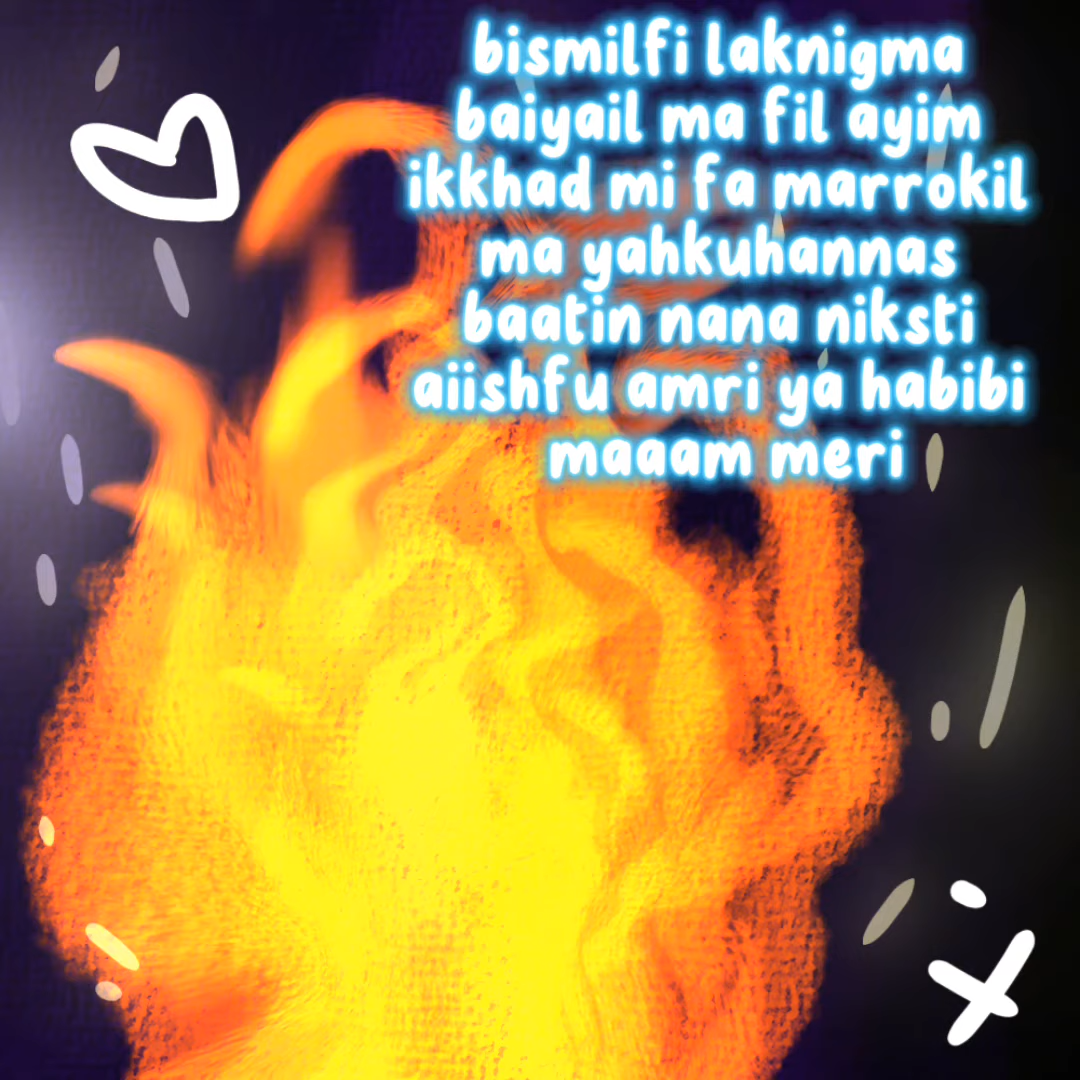 bismilfi laknigma
baiyail ma fil ayim
ikkhad mi fa marrokil
ma yahkuhannas
baatin nana niksti
aiishfu amri ya habibi
maaam meri